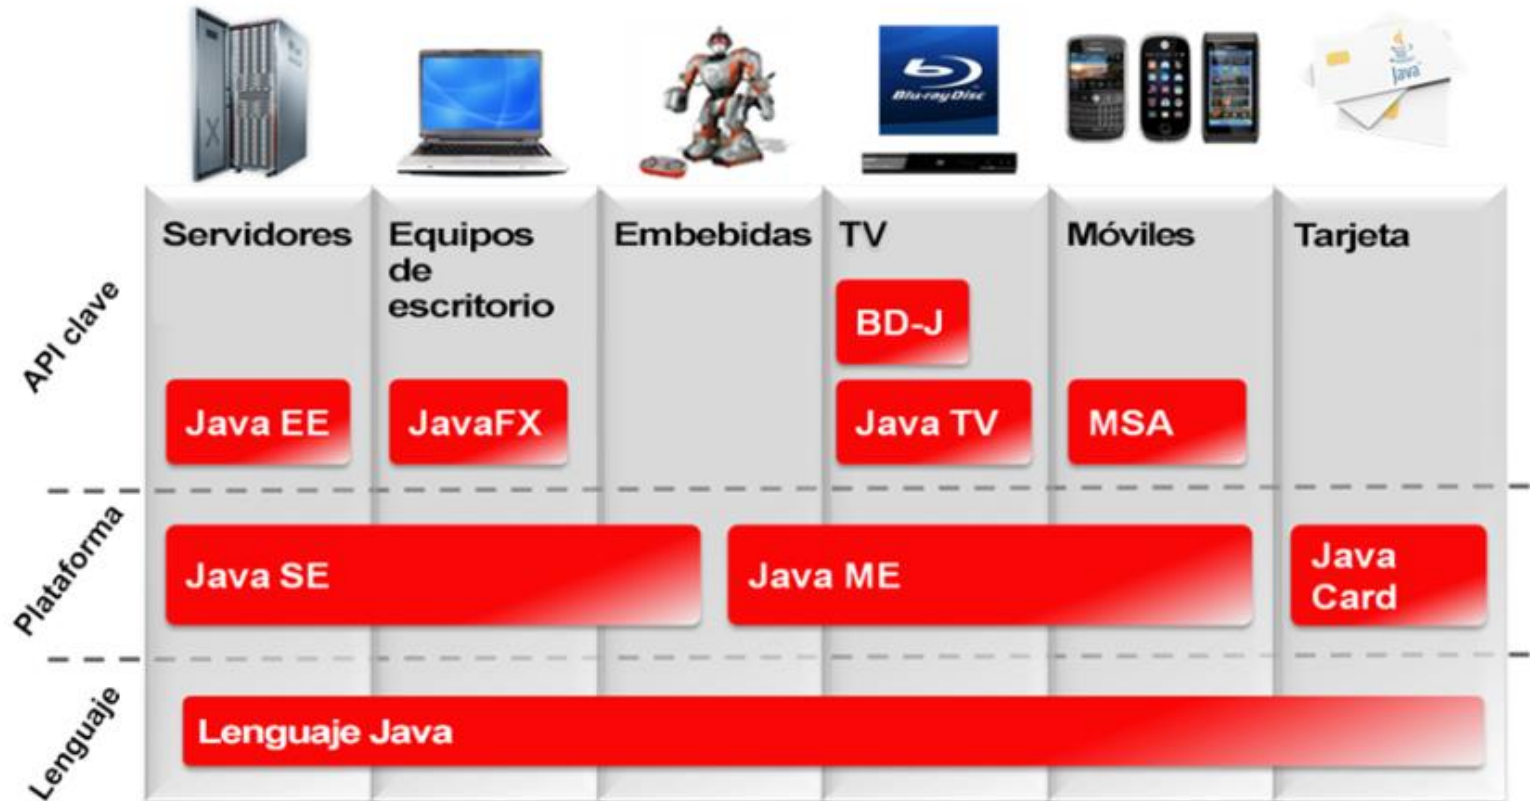 Blu-ray Disc
Java
Servidores
Equipos
de
escritorio
Embebidas
TV
Móviles
Tarjeta
API clave
BD-J
Java EE
JavaFX
Java TV
MSA
Plataforma
Java SE
Java ME
Java
Card
Lenguaje
Lenguaje Java